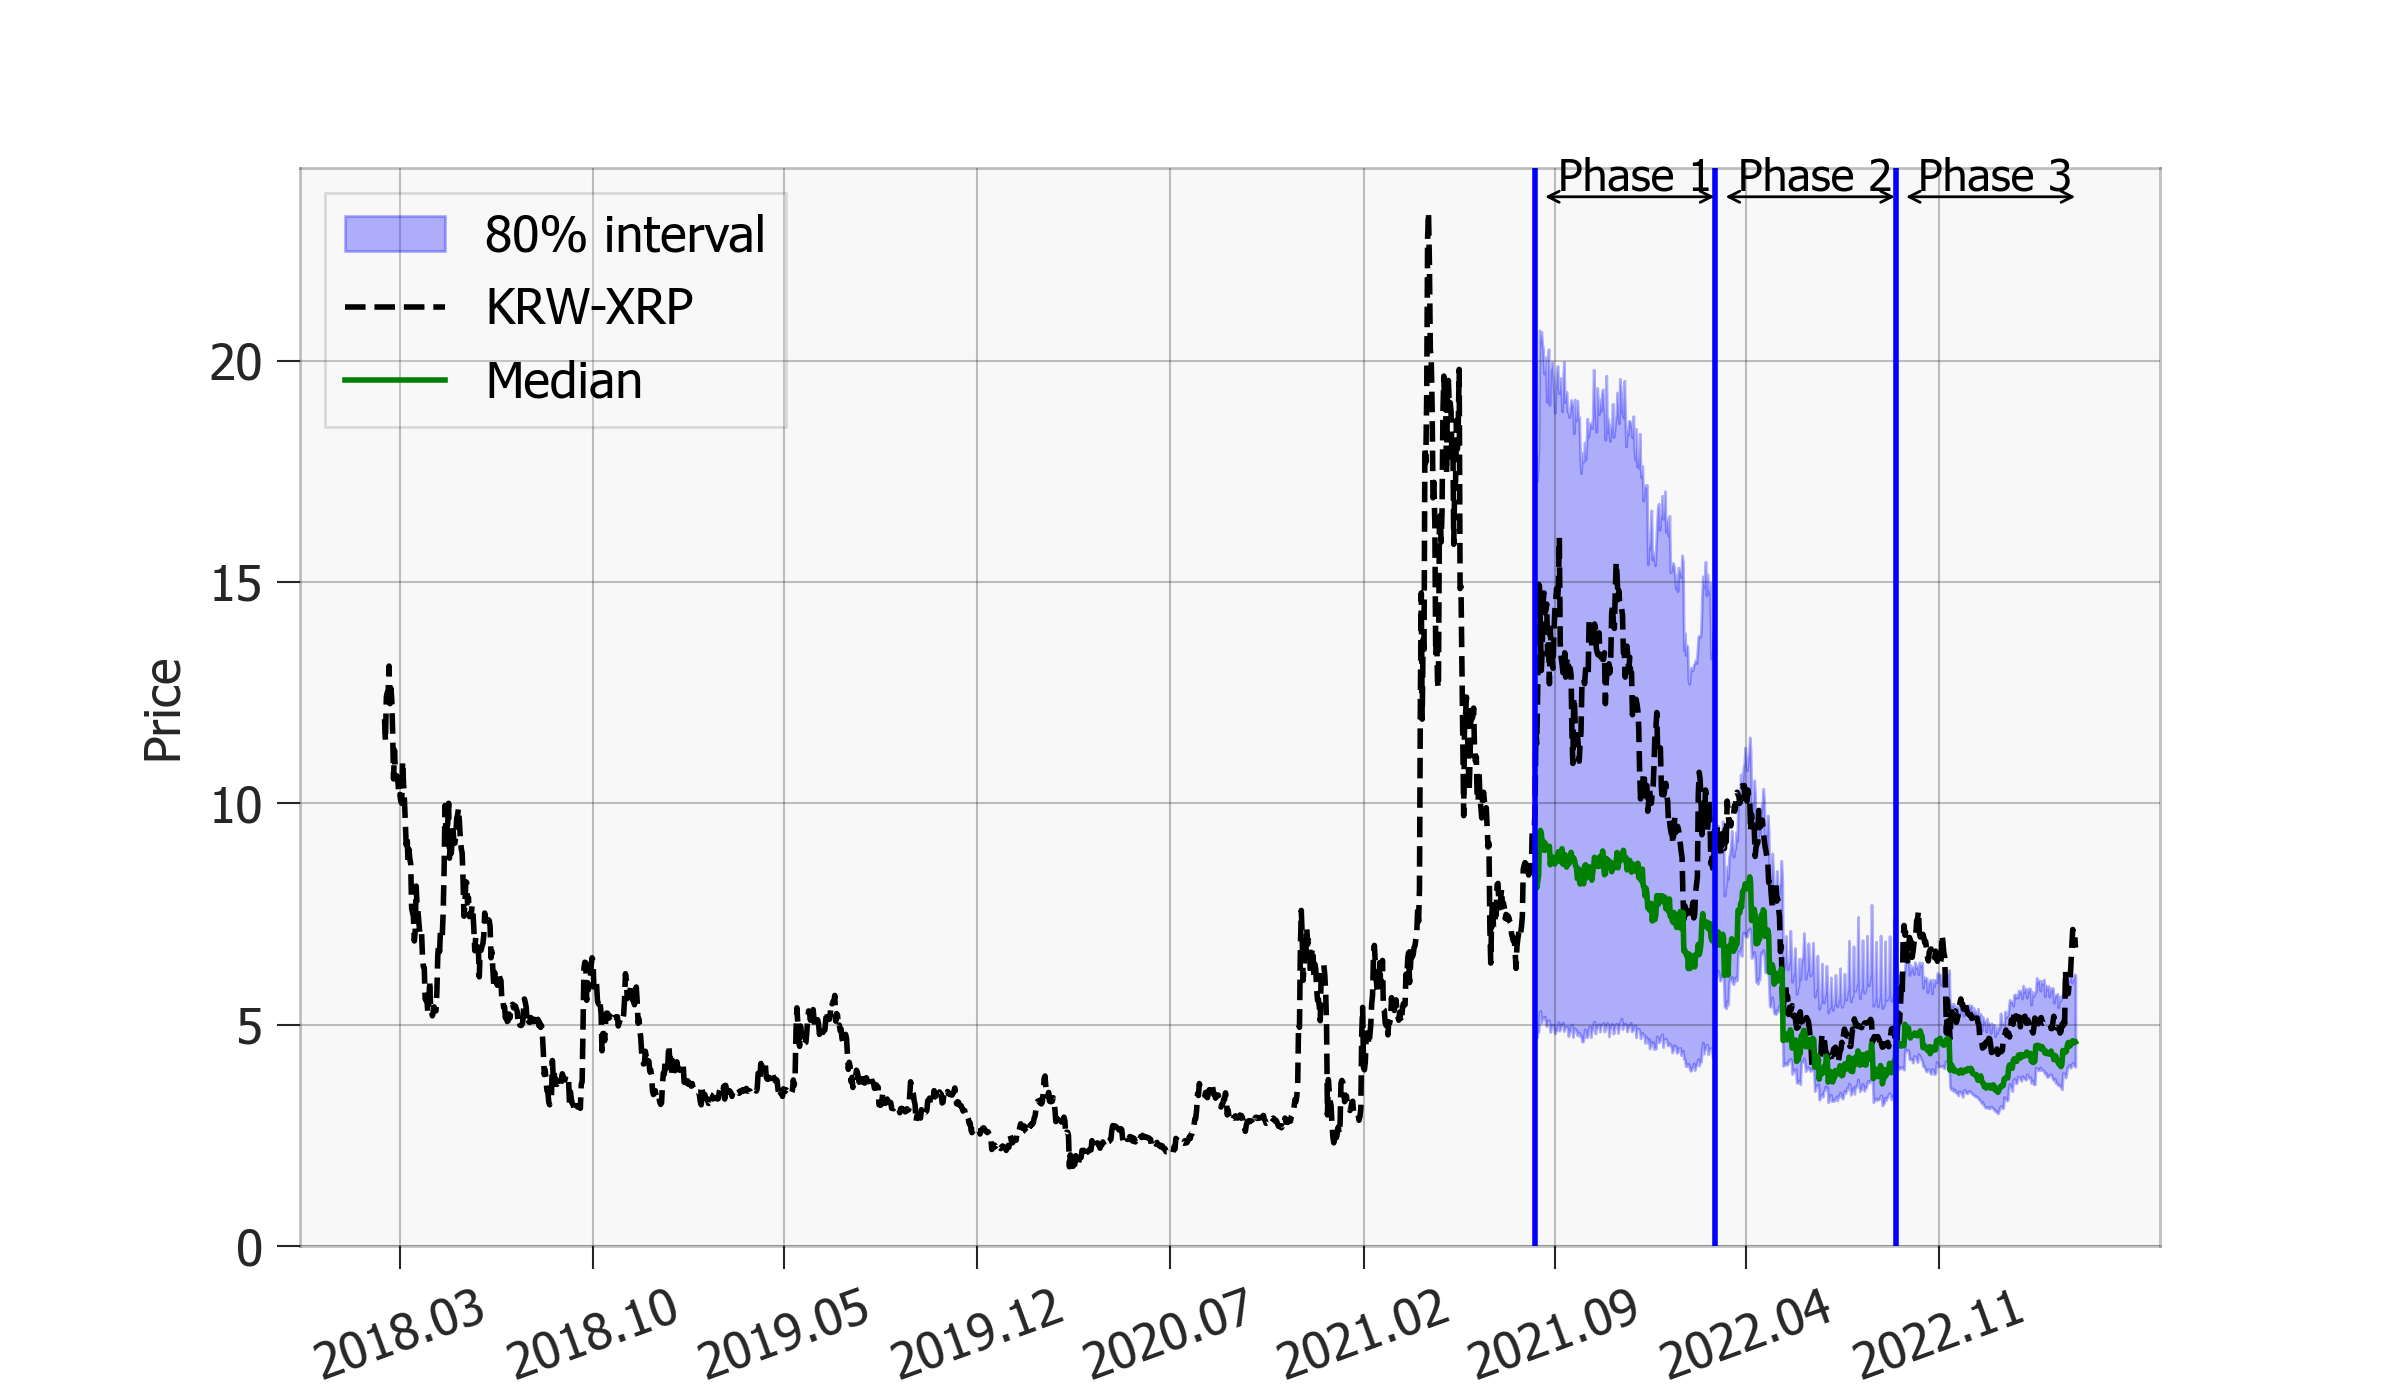 Phase 1
Phase 2
Phase 3
80% interval
KRW-XRP
Median
Price
20
15
10
5
0
2018.03
2018.10
2019.05
2019.12
2020.07
2021.02
2021.09
2022.04
2022.11